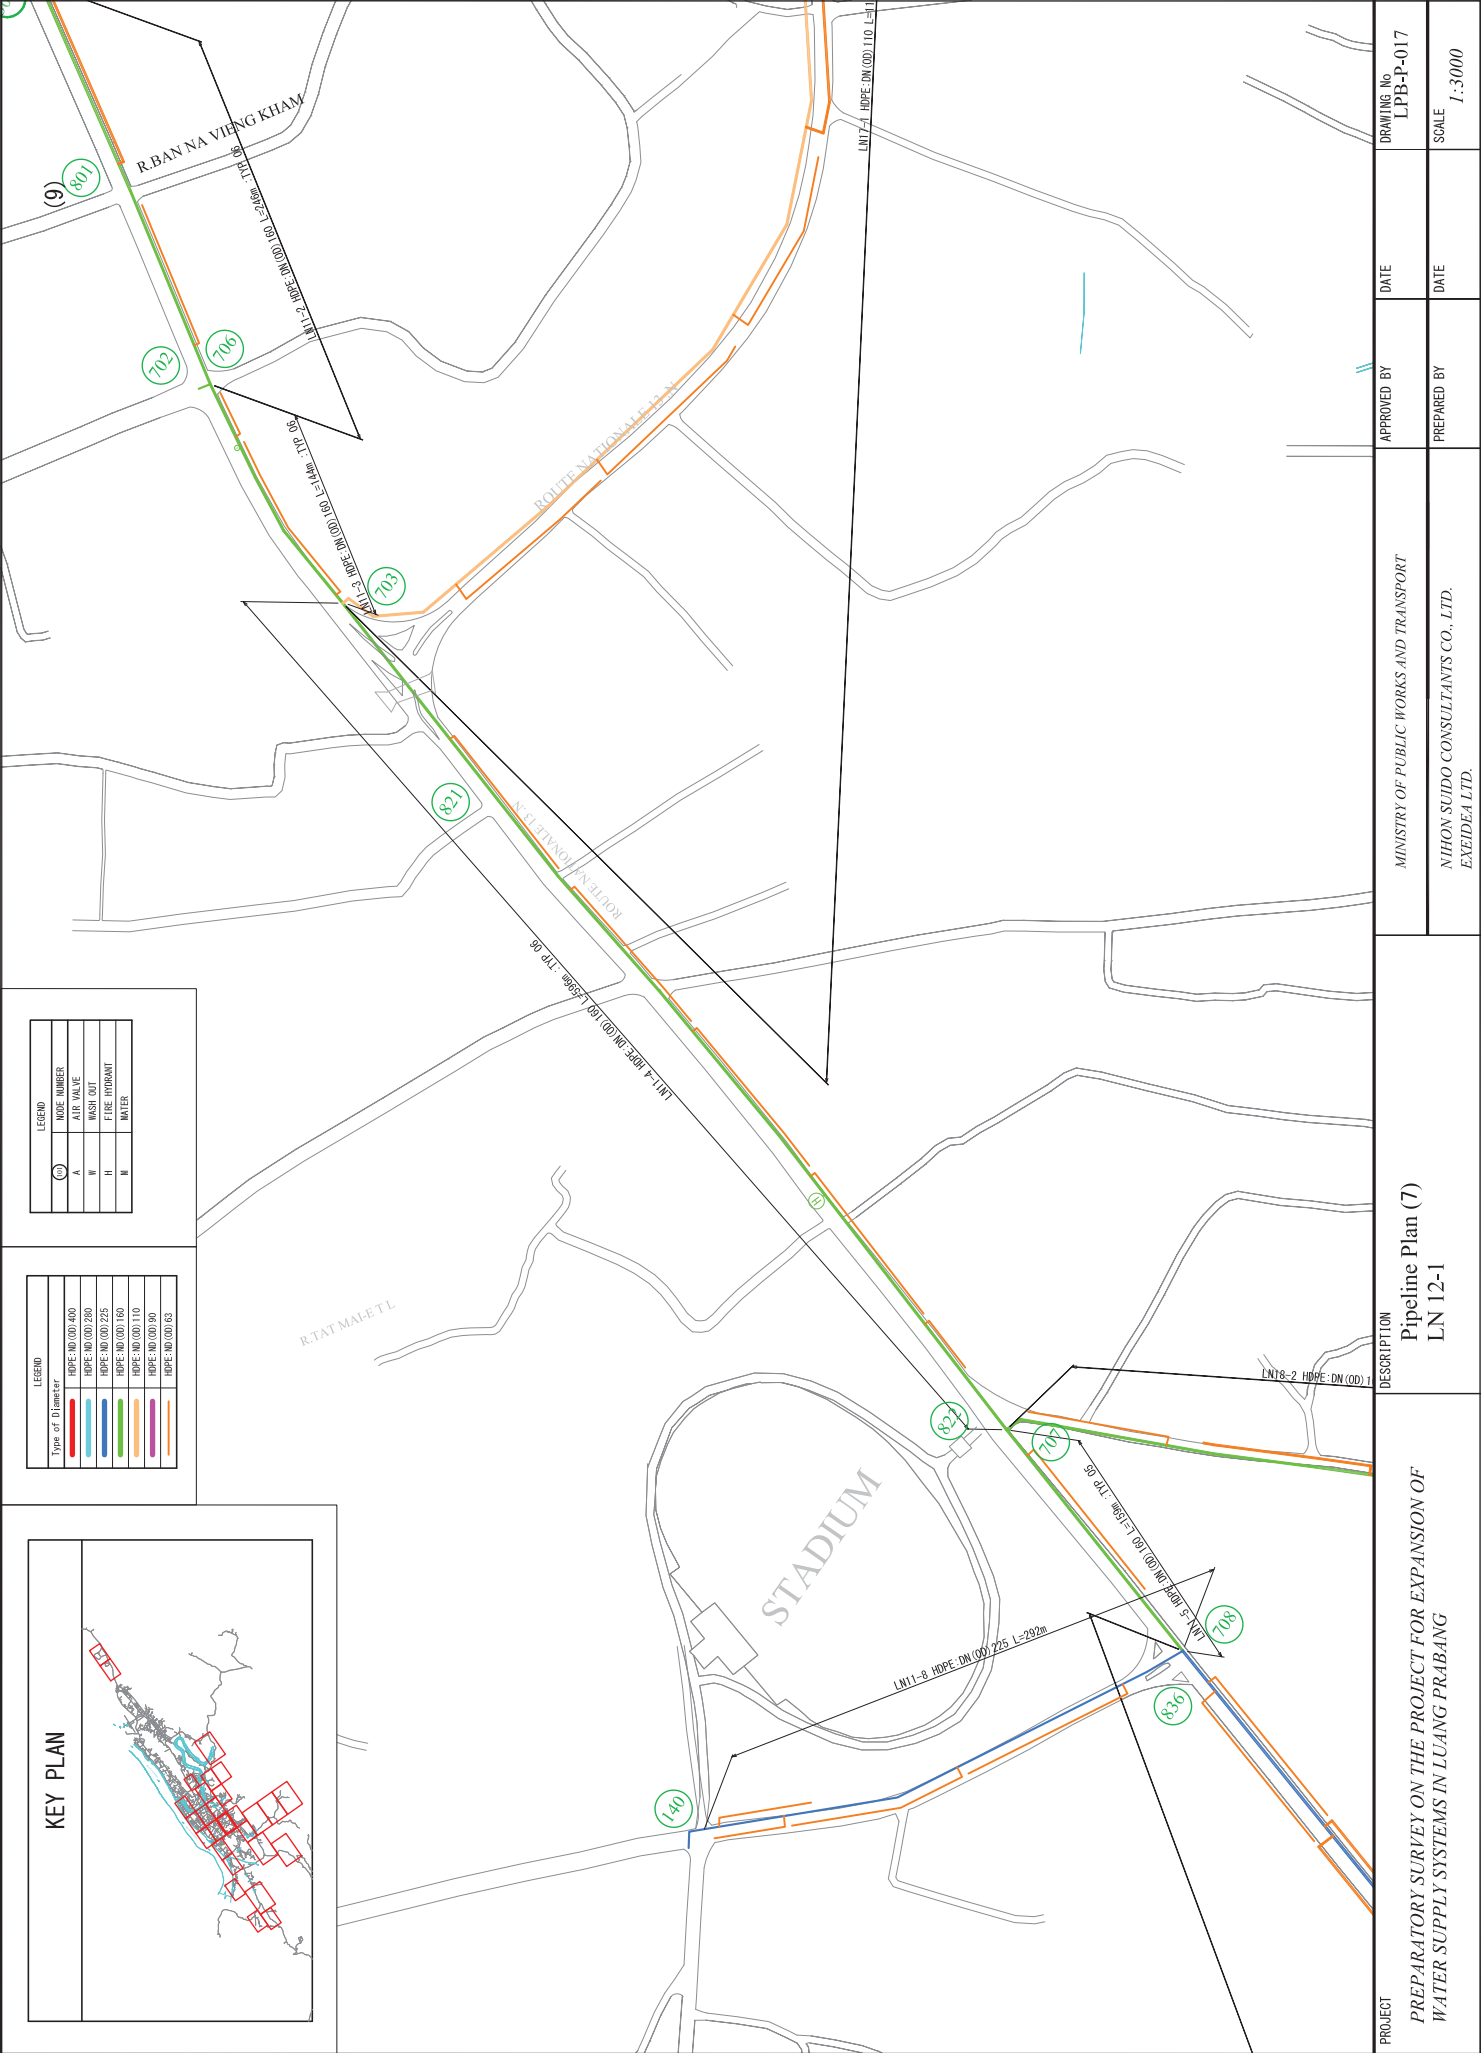 KEY PLAN
LEGEND
Type of Diameter
HDPE:ND(OD)400
HDPE:ND(OD)280
HDPE:ND(OD)225
HDPE:ND(OD)160
HDPE:ND(OD)110
HDPE:ND(OD)90
HDPE:ND(OD)63
LEGEND
101 NODE NUMBER
A AIR VALVE
W WASH OUT
H FIRE HYDRANT
M MATER
(9)
801
R.BAN NA VIENG KHAM
702
706
LN11-2 HDPE:DN(OD)160 L=246m :TYP 06
LN11-3 HDPE:DN(OD)160 L=144m :TYP 06
703
LN17-1 HDPE:DN(OD)110 L=11
ROUTE NATIONALE 13 .N
821
ROUTE NATIONALE 13 .N
LN11-4 HDPE:DN(OD)160 L=596m :TYP 06
H
R.TAT MAI-E T L
STADIUM
822
707
LN18-2 HDPE:DN(OD)1
LN11-5 HDPE:DN(OD)160 L=159m :TYP 05
LN11-8 HDPE:DN(OD)225 L=292m
708
836
140
PROJECT
PREPARATORY SURVEY ON THE PROJECT FOR EXPANSION OF
WATER SUPPLY SYSTEMS IN LUANG PRABANG
DESCRIPTION
Pipeline Plan (7)
LN 12-1
MINISTRY OF PUBLIC WORKS AND TRANSPORT
NIHON SUIDO CONSULTANTS CO., LTD.
EXEIDEA LTD.
APPROVED BY
DATE
PREPARED BY
DATE
DRAWING No
LPB-P-017
SCALE
1:3000